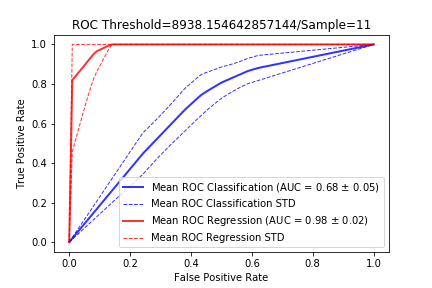 ROC Threshold=8938.154642857144/Sample=11
True Positive Rate
1.0
0.8
0.6
0.4
0.2
0.0
Mean ROC Classification (AUC = 0.68 ± 0.05)
Mean ROC Classification STD
Mean ROC Regression (AUC = 0.98 ± 0.02)
Mean ROC Regression STD
0.0 0.2 0.4 0.6 0.8 1.0
False Positive Rate